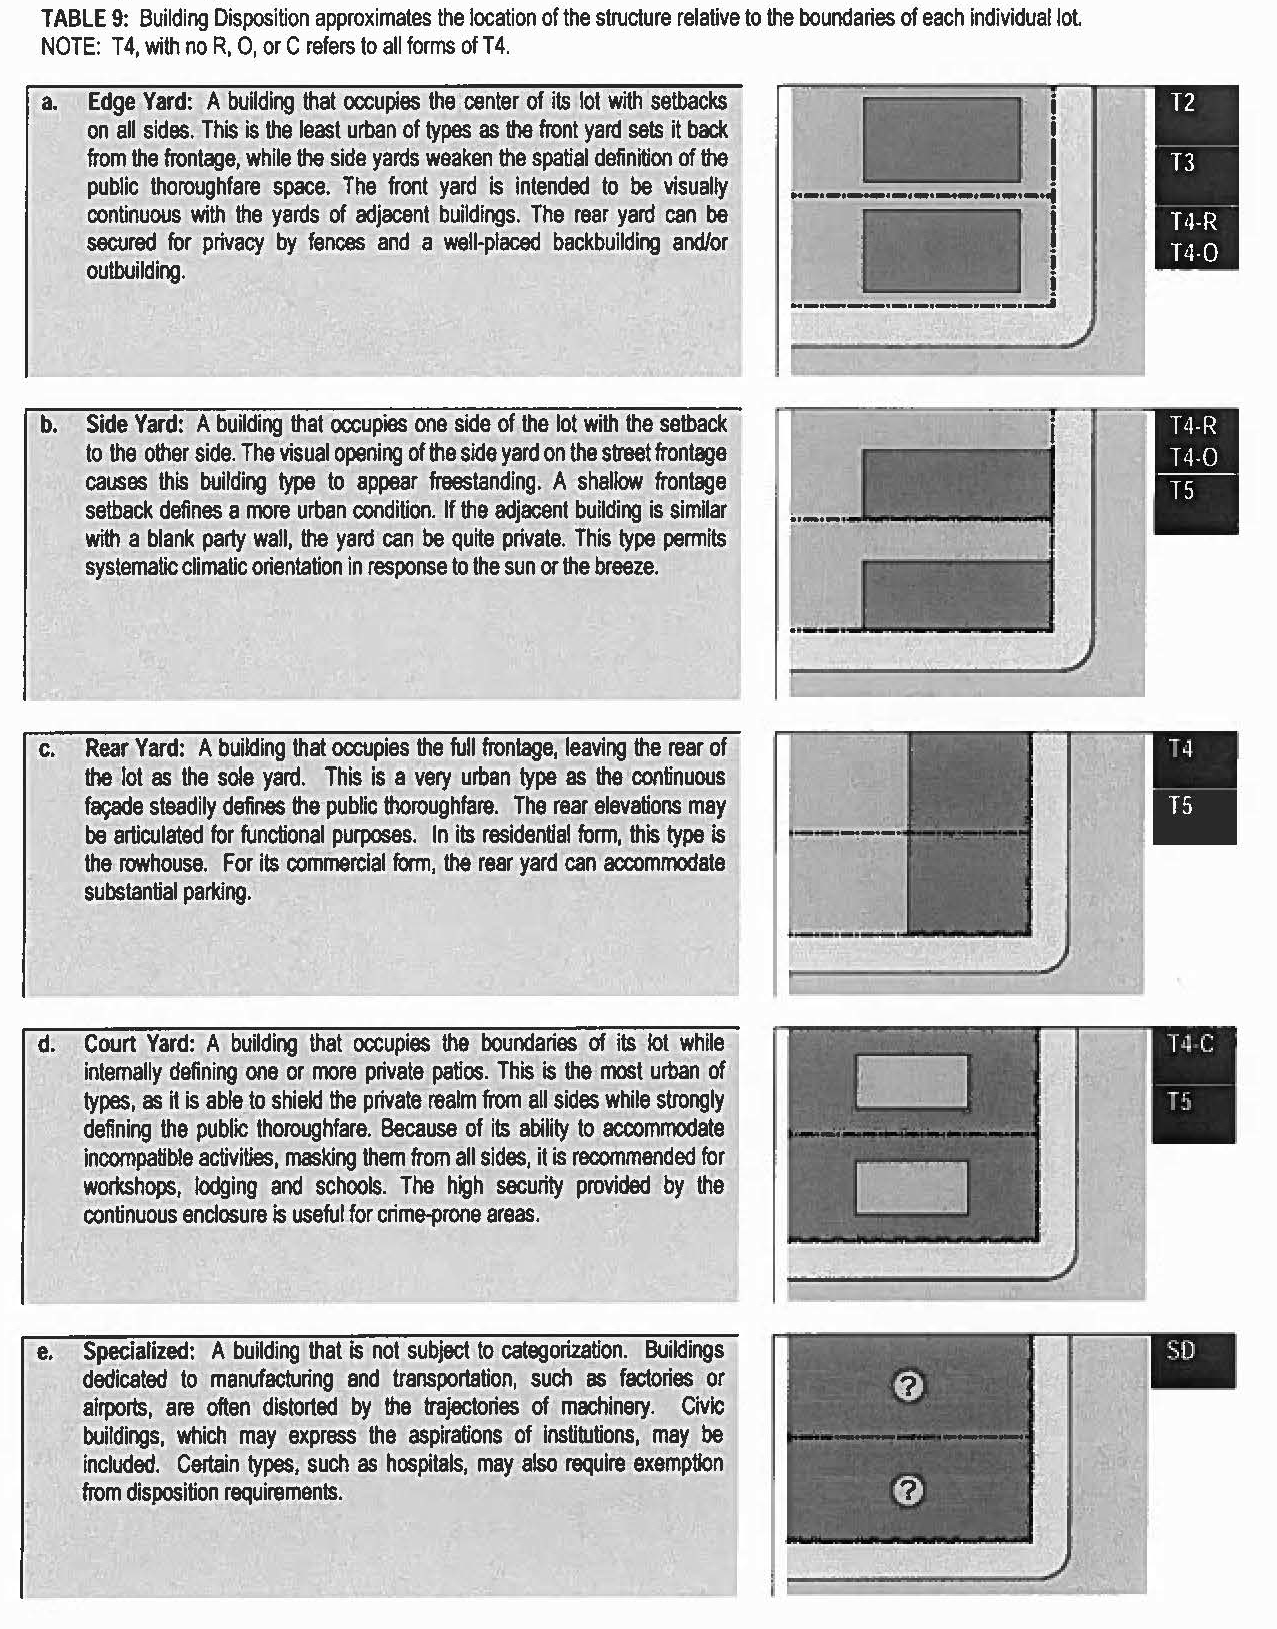 TABLE 9: Building Disposition approximates the location of the structure relative to the boundaries of each individual lot.
NOTE: T4, with no R, O, or C refers to all forms of T4.
a. Edge Yard: A building that occupies the center of its lot with setbacks
on all sides. This is the least urban of types as the front yard sets it back
from the frontage, while the side yards weaken the spatial definition of the
public thoroughfare space. The front yard is intended to be visually
continuous with the yards of adjacent buildings. The rear yard can be
secured for privacy by fences and a well-placed backbuilding and/or
outbuilding.
T2
T3
T4-R
T4-O
b. Side Yard: A building that occupies one side of the lot with the setback
to the other side. The visual opening of the side yard on the street frontage
causes this building type to appear freestanding. A shallow frontage
setback defines a more urban condition. If the adjacent building is similar
with a blank party wall, the yard can be quite private. This type permits
systematic climatic orientation in response to the sun or the breeze.
T4-R
T4-O
T5
c. Rear Yard: A building that occupies the full frontage, leaving the rear of
the lot as the sole yard. This is a very urban type as the continuous
façade steadily defines the public thoroughfare. The rear elevations may
be articulated for functional purposes. In its residential form, this type is
the rowhouse. For its commercial form, the rear yard can accommodate
substantial parking.
T4
T5
d. Court Yard: A building that occupies the boundaries of its lot while
internally defining one or more private patios. This is the most urban of
types, as it is able to shield the private realm from all sides while strongly
defining the public thoroughfare. Because of its ability to accommodate
incompatible activities, masking them from all sides, it is recommended for
workshops, lodging and schools. The high security provided by the
continuous enclosure is useful for crime-prone areas.
T4-C
T5
e. Specialized: A building that is not subject to categorization. Buildings
dedicated to manufacturing and transportation, such as factories or
airports, are often distorted by the trajectories of machinery. Civic
buildings, which may express the aspirations of institutions, may be
included. Certain types, such as hospitals, may also require exemption
from disposition requirements.
?
?
SD